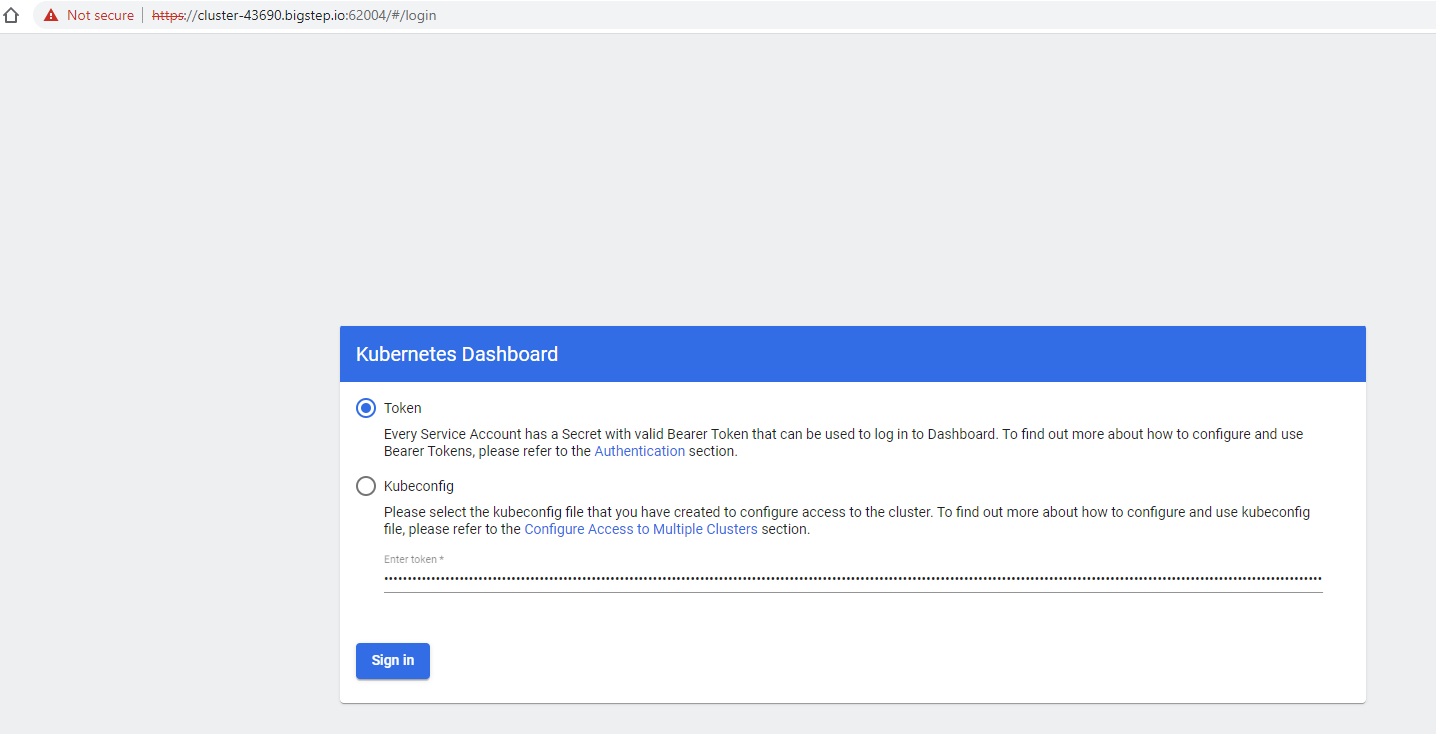 Not secure https://cluster-43690.bigstep.io:62004/#/login
Kubernetes Dashboard
Token
Every Service Account has a Secret with valid Bearer Token that can be used to log in to Dashboard. To find out more about how to configure and use
Bearer Tokens, please refer to the Authentication section.
Kubeconfig
Please select the kubeconfig file that you have created to configure access to the cluster. To find out more about how to configure and use kubeconfig
file, please refer to the Configure Access to Multiple Clusters section.
Enter token *
Sign in